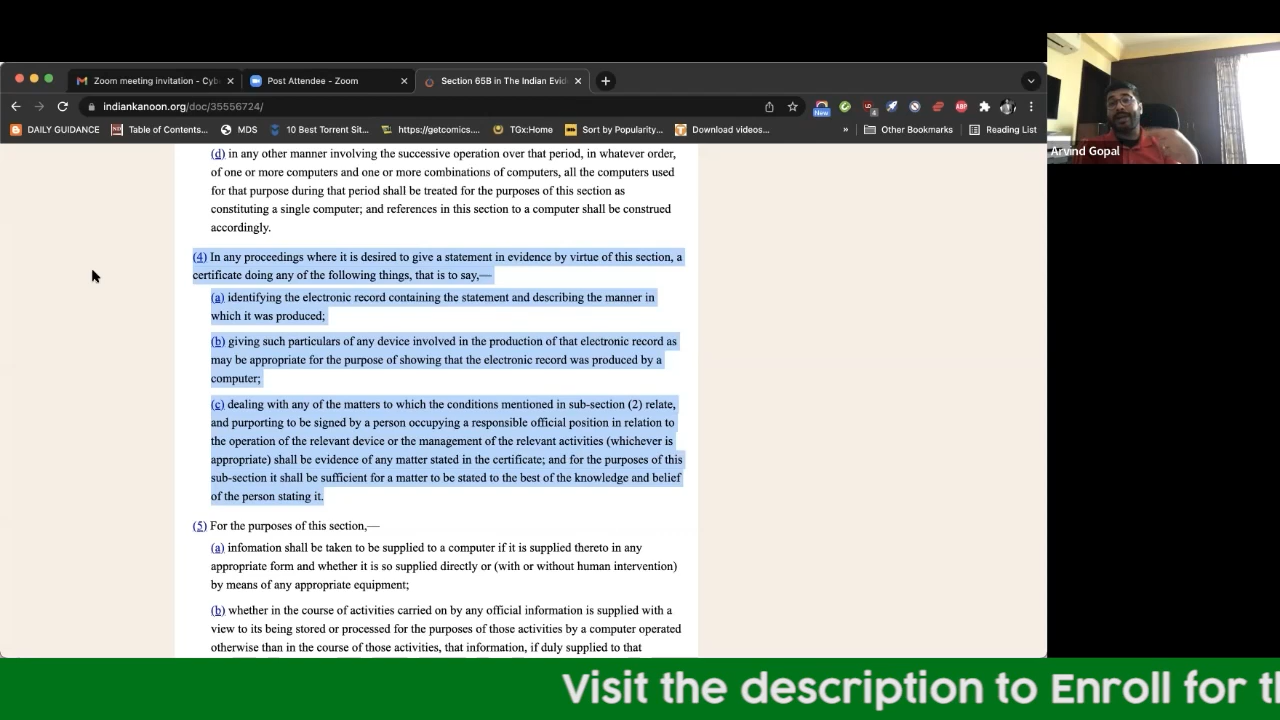 Zoom meeting invitation - Cyb
Post Attendee - Zoom
Section 65B in The Indian Evid
indiankanoon.org/doc/35556724/
New
4
ABP
DAILY GUIDANCE
Table of Contents...
MDS
10 Best Torrent Sit...
https://getcomics....
TGx:Home
Sort by Popularity...
Download videos...
»
Other Bookmarks
Reading List
Arvind Gopal
(d) in any other manner involving the successive operation over that period, in whatever order,
of one or more computers and one or more combinations of computers, all the computers used
for that purpose during that period shall be treated for the purposes of this section as
constituting a single computer; and references in this section to a computer shall be construed
accordingly.
(4) In any proceedings where it is desired to give a statement in evidence by virtue of this section, a
certificate doing any of the following things, that is to say,—
(a) identifying the electronic record containing the statement and describing the manner in
which it was produced;
(b) giving such particulars of any device involved in the production of that electronic record as
may be appropriate for the purpose of showing that the electronic record was produced by a
computer;
(c) dealing with any of the matters to which the conditions mentioned in sub-section (2) relate,
and purporting to be signed by a person occupying a responsible official position in relation to
the operation of the relevant device or the management of the relevant activities (whichever is
appropriate) shall be evidence of any matter stated in the certificate; and for the purposes of this
sub-section it shall be sufficient for a matter to be stated to the best of the knowledge and belief
of the person stating it.
(5) For the purposes of this section,—
(a) infomation shall be taken to be supplied to a computer if it is supplied thereto in any
appropriate form and whether it is so supplied directly or (with or without human intervention)
by means of any appropriate equipment;
(b) whether in the course of activities carried on by any official information is supplied with a
view to its being stored or processed for the purposes of those activities by a computer operated
otherwise than in the course of those activities, that information, if duly supplied to that
Visit the description to Enroll for th